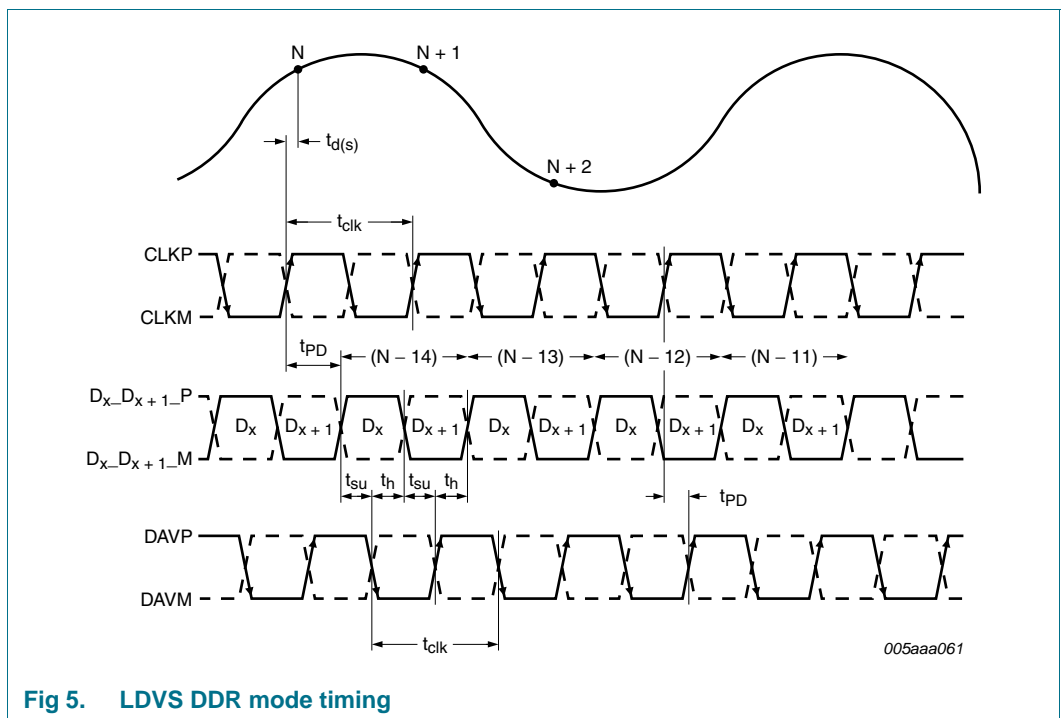 N
N + 1
t_d(s)
N + 2
t_clk
CLKP
CLKM
t_PD
(N − 14)
(N − 13)
(N − 12)
(N − 11)
D_x_D_x + 1_P
D_x
D_x + 1
D_x
D_x + 1
D_x
D_x + 1
D_x
D_x + 1
D_x
D_x + 1
D_x_D_x + 1_M
t_su
t_h
t_su
t_h
t_PD
DAVP
DAVM
t_clk
005aaa061
Fig 5. LDVS DDR mode timing